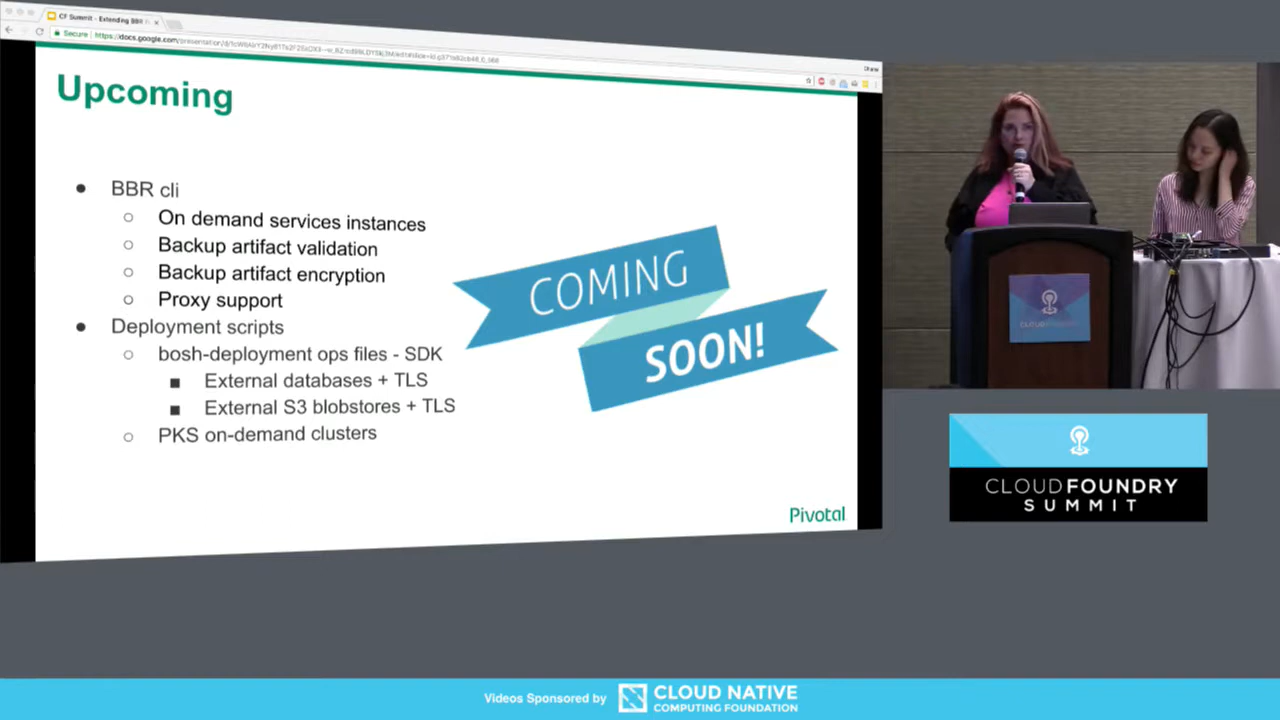 CF Summit - Extending BBR
Secure
Upcoming
BBR cli
On demand services instances
Backup artifact validation
Backup artifact encryption
Proxy support
Deployment scripts
bosh-deployment ops files - SDK
External databases + TLS
External S3 blobstores + TLS
PKS on-demand clusters
COMING
SOON!
Pivotal
CLOUDFOUNDRY
SUMMIT
Videos Sponsored by
CLOUD NATIVE
COMPUTING FOUNDATION